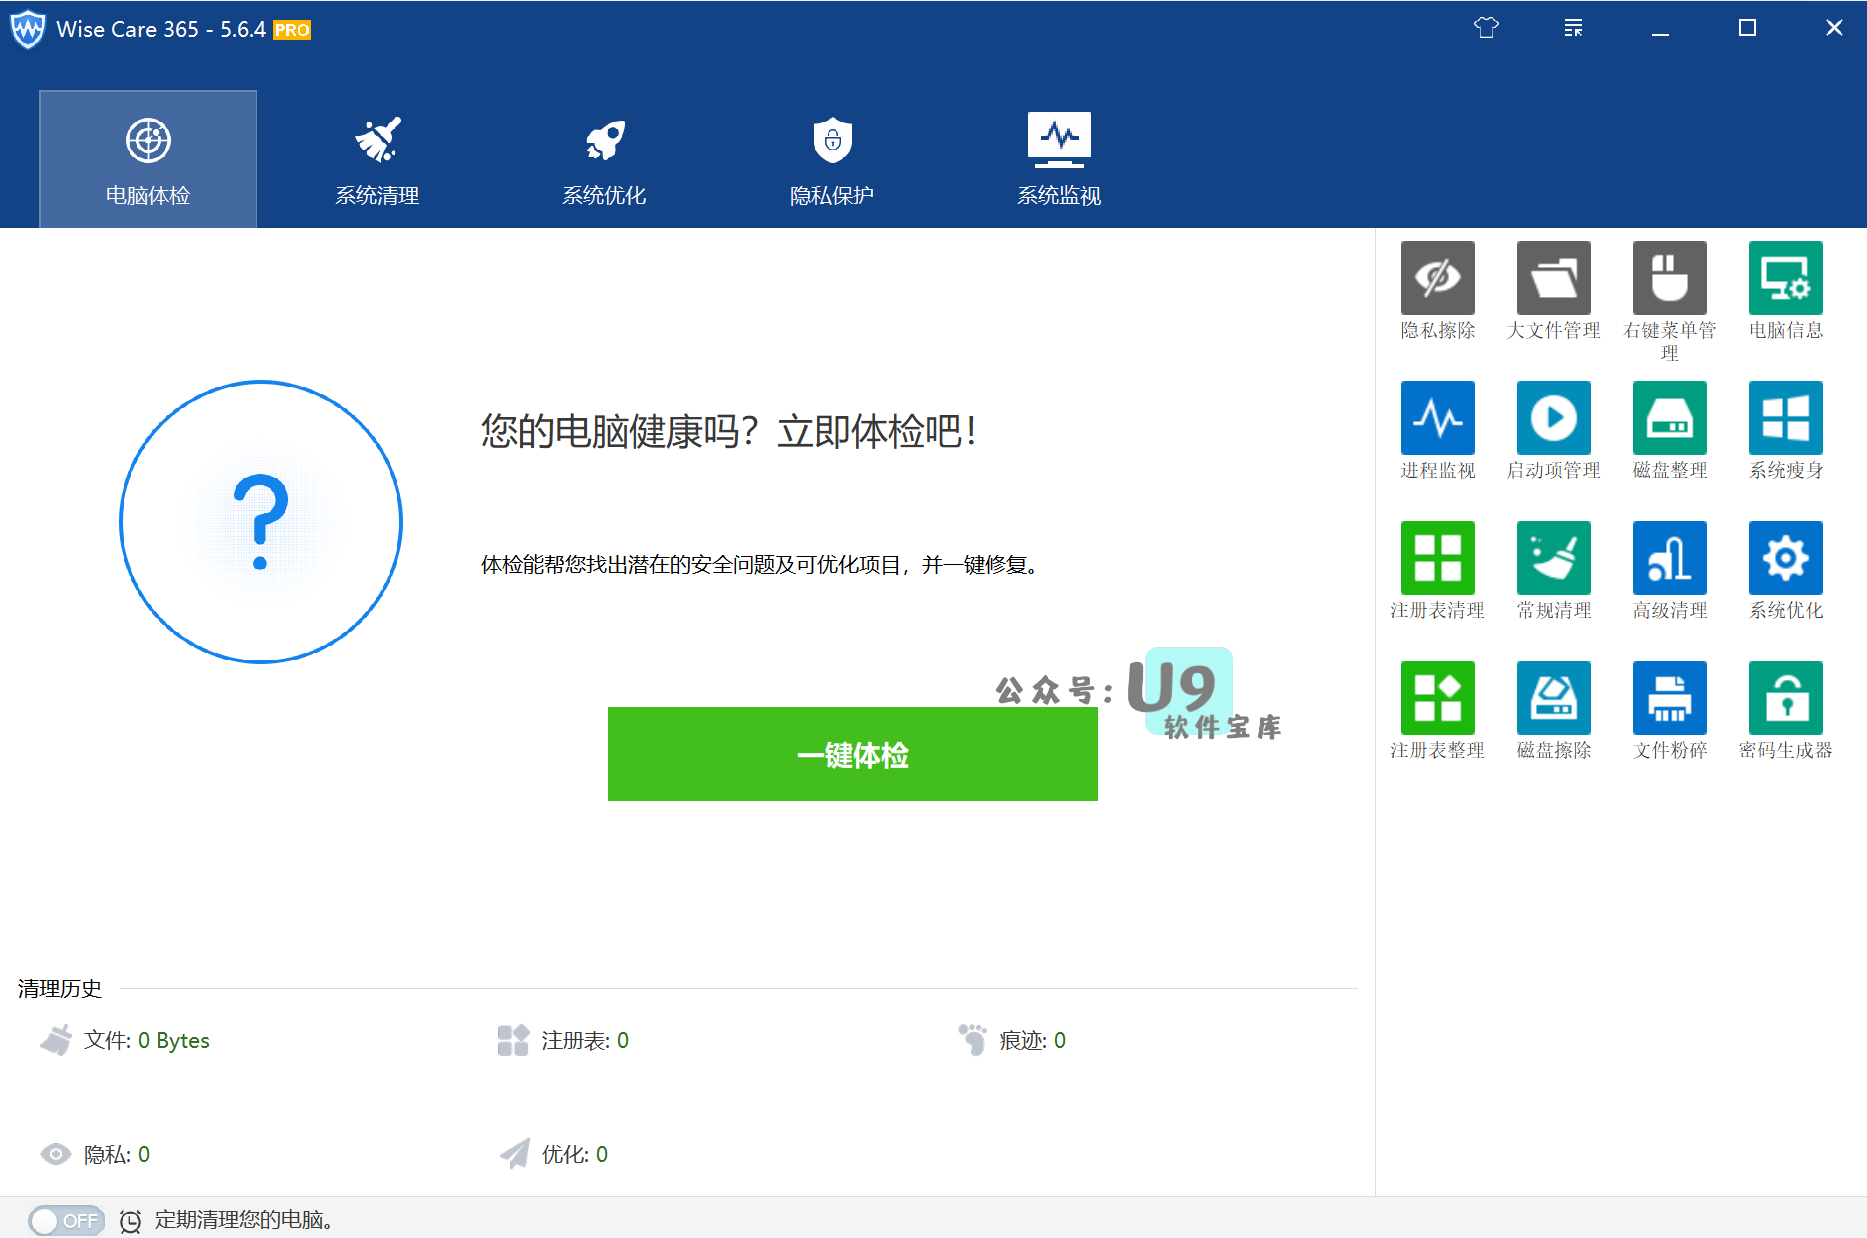 Wise Care 365 - 5.6.4 PRO
电脑体检
系统清理
系统优化
隐私保护
系统监视
隐私擦除
大文件管理
右键菜单管
理
电脑信息
进程监视
启动项管理
磁盘整理
系统瘦身
注册表清理
常规清理
高级清理
系统优化
注册表整理
磁盘擦除
文件粉碎
密码生成器
您的电脑健康吗？立即体检吧！
体检能帮您找出潜在的安全问题及可优化项目，并一键修复。
公众号：U9
软件宝库
一键体检
清理历史
文件: 0 Bytes
注册表: 0
痕迹: 0
隐私: 0
优化: 0
OFF
定期清理您的电脑。